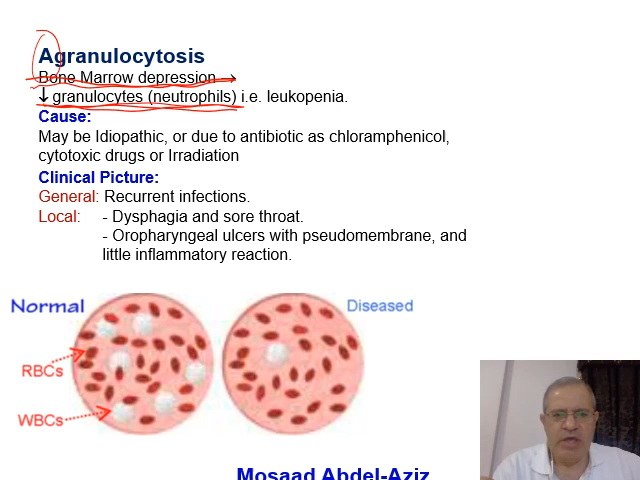 Agranulocytosis
Bone Marrow depression →
↓ granulocytes (neutrophils) i.e. leukopenia.
Cause:
May be Idiopathic, or due to antibiotic as chloramphenicol,
cytotoxic drugs or Irradiation
Clinical Picture:
General: Recurrent infections.
Local: - Dysphagia and sore throat.
- Oropharyngeal ulcers with pseudomembrane, and
little inflammatory reaction.
Normal
Diseased
RBCs
WBCs
Mosaad Abdel-Aziz